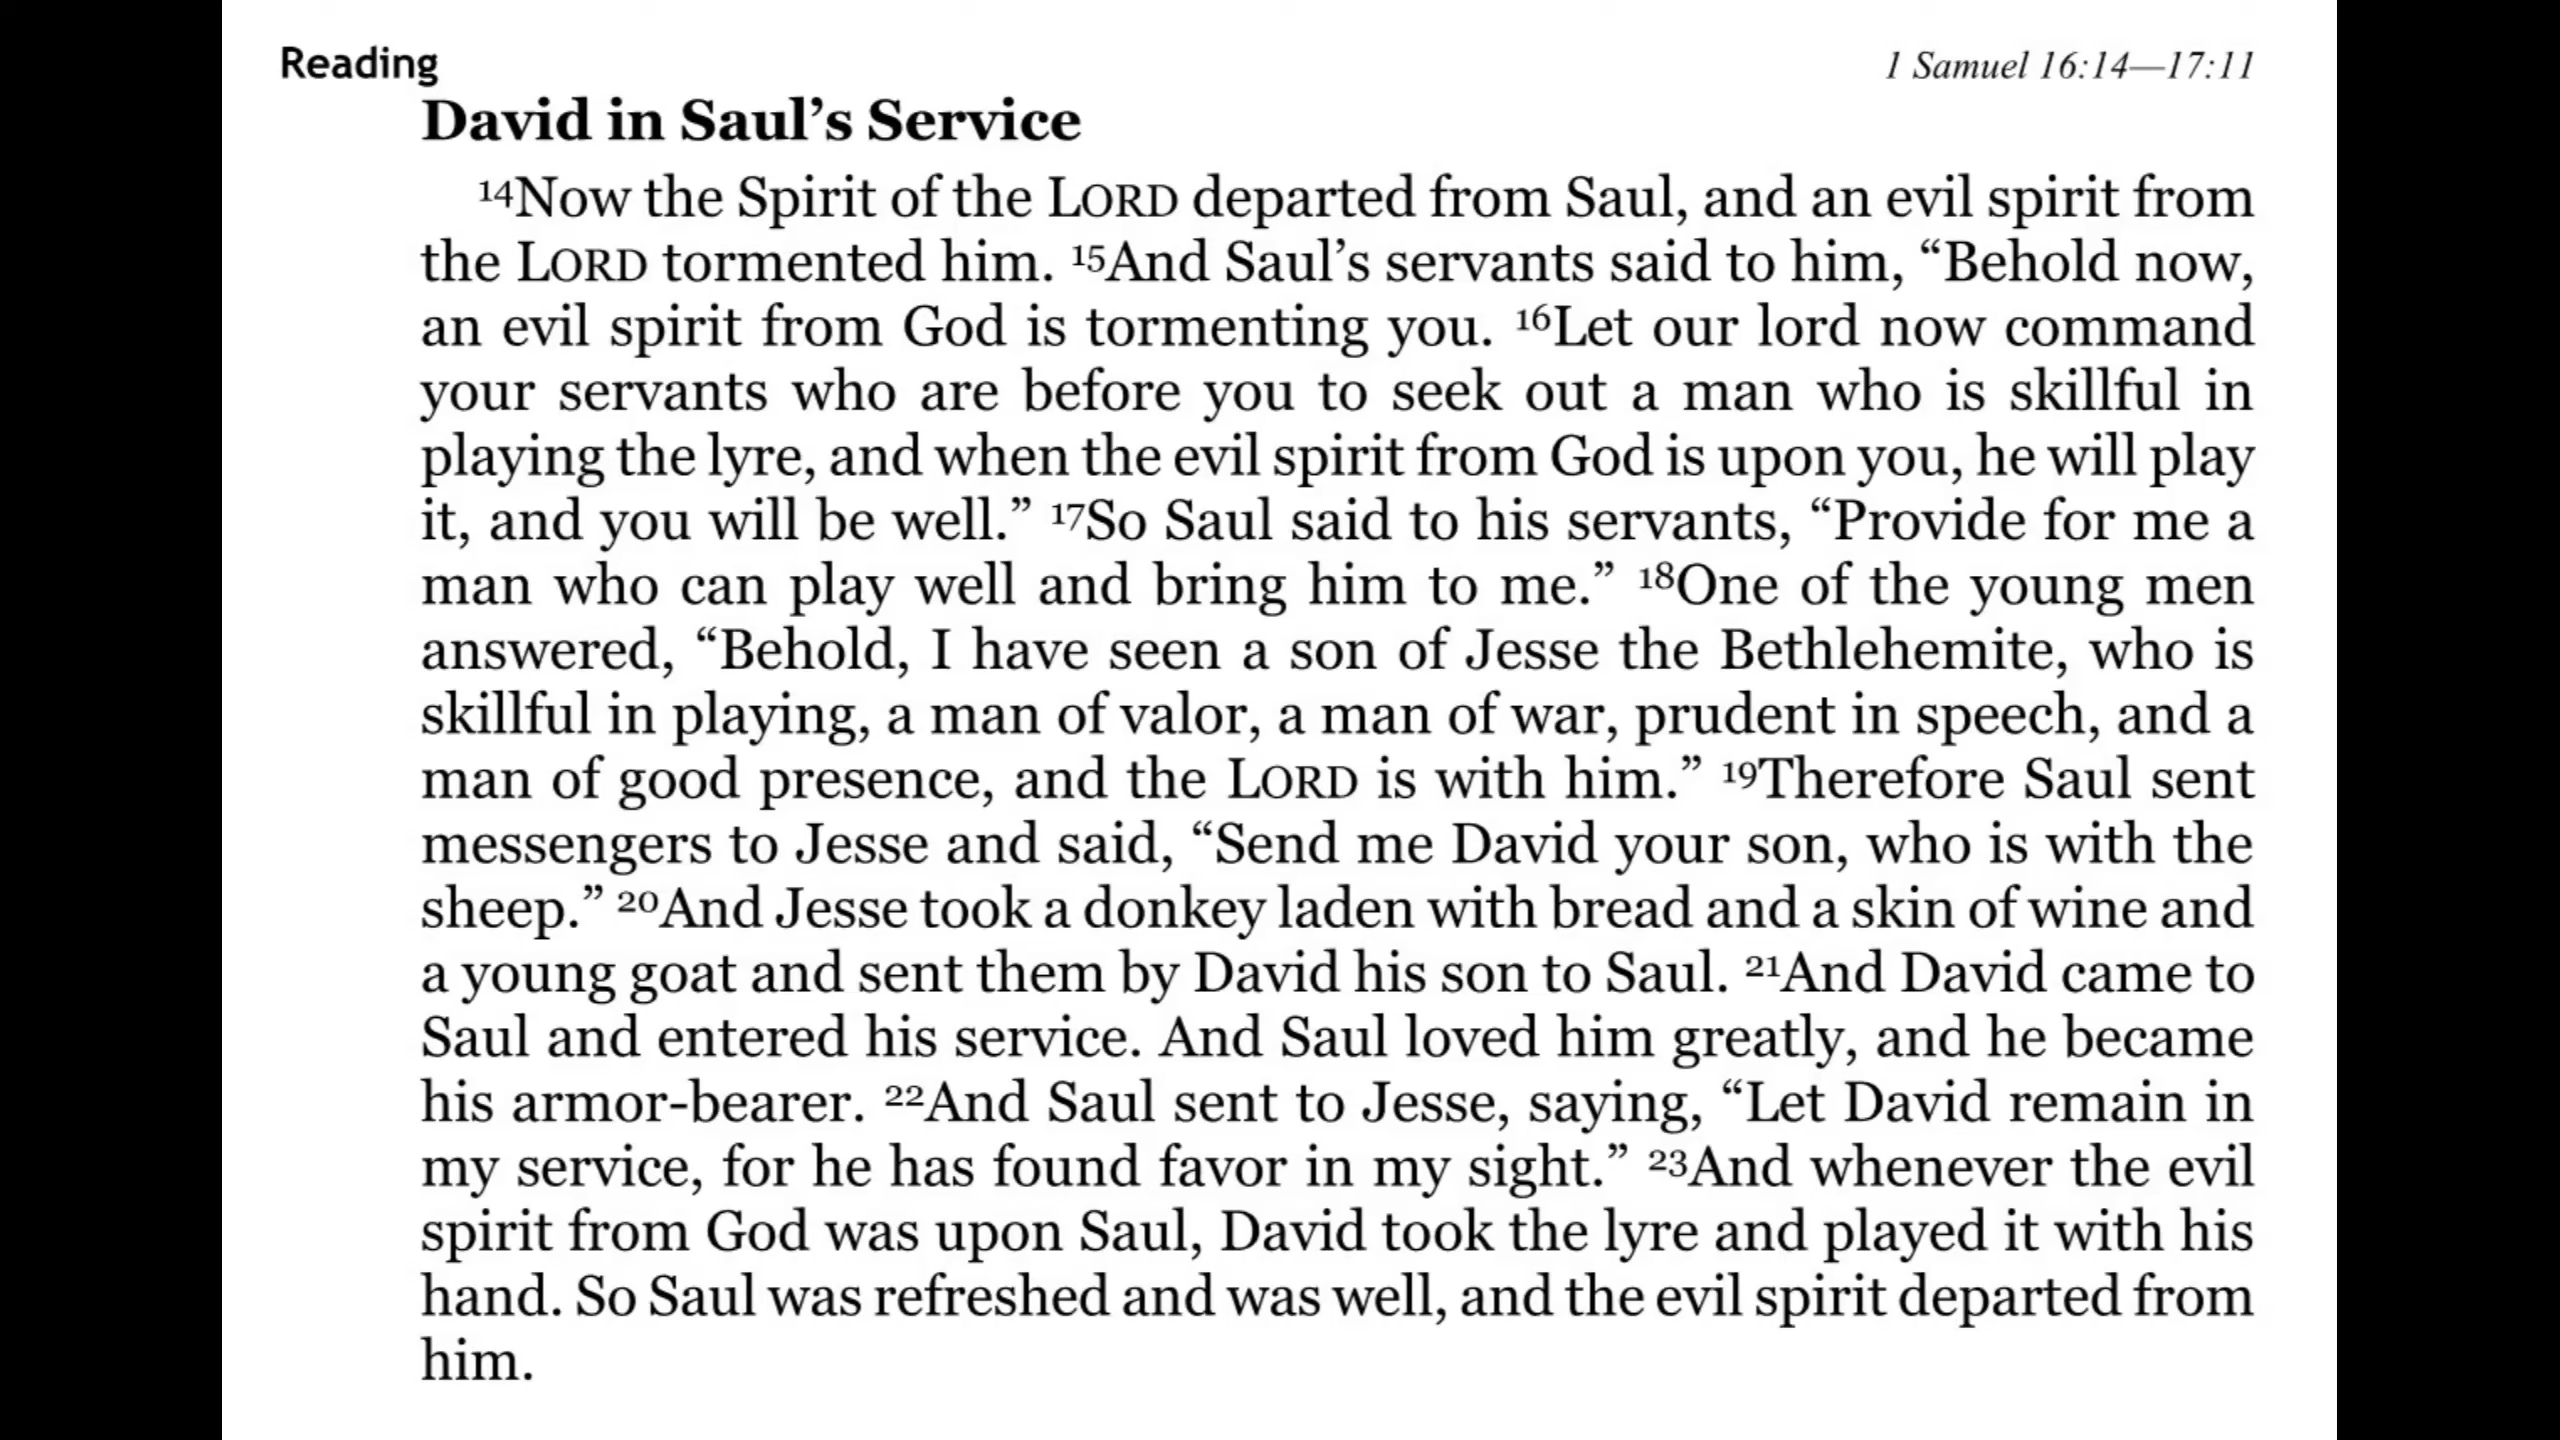 Reading
1 Samuel 16:14—17:11
David in Saul’s Service
14Now the Spirit of the LORD departed from Saul, and an evil spirit from
the LORD tormented him. 15And Saul’s servants said to him, “Behold now,
an evil spirit from God is tormenting you. 16Let our lord now command
your servants who are before you to seek out a man who is skillful in
playing the lyre, and when the evil spirit from God is upon you, he will play
it, and you will be well.” 17So Saul said to his servants, “Provide for me a
man who can play well and bring him to me.” 18One of the young men
answered, “Behold, I have seen a son of Jesse the Bethlehemite, who is
skillful in playing, a man of valor, a man of war, prudent in speech, and a
man of good presence, and the LORD is with him.” 19Therefore Saul sent
messengers to Jesse and said, “Send me David your son, who is with the
sheep.” 20And Jesse took a donkey laden with bread and a skin of wine and
a young goat and sent them by David his son to Saul. 21And David came to
Saul and entered his service. And Saul loved him greatly, and he became
his armor-bearer. 22And Saul sent to Jesse, saying, “Let David remain in
my service, for he has found favor in my sight.” 23And whenever the evil
spirit from God was upon Saul, David took the lyre and played it with his
hand. So Saul was refreshed and was well, and the evil spirit departed from
him.